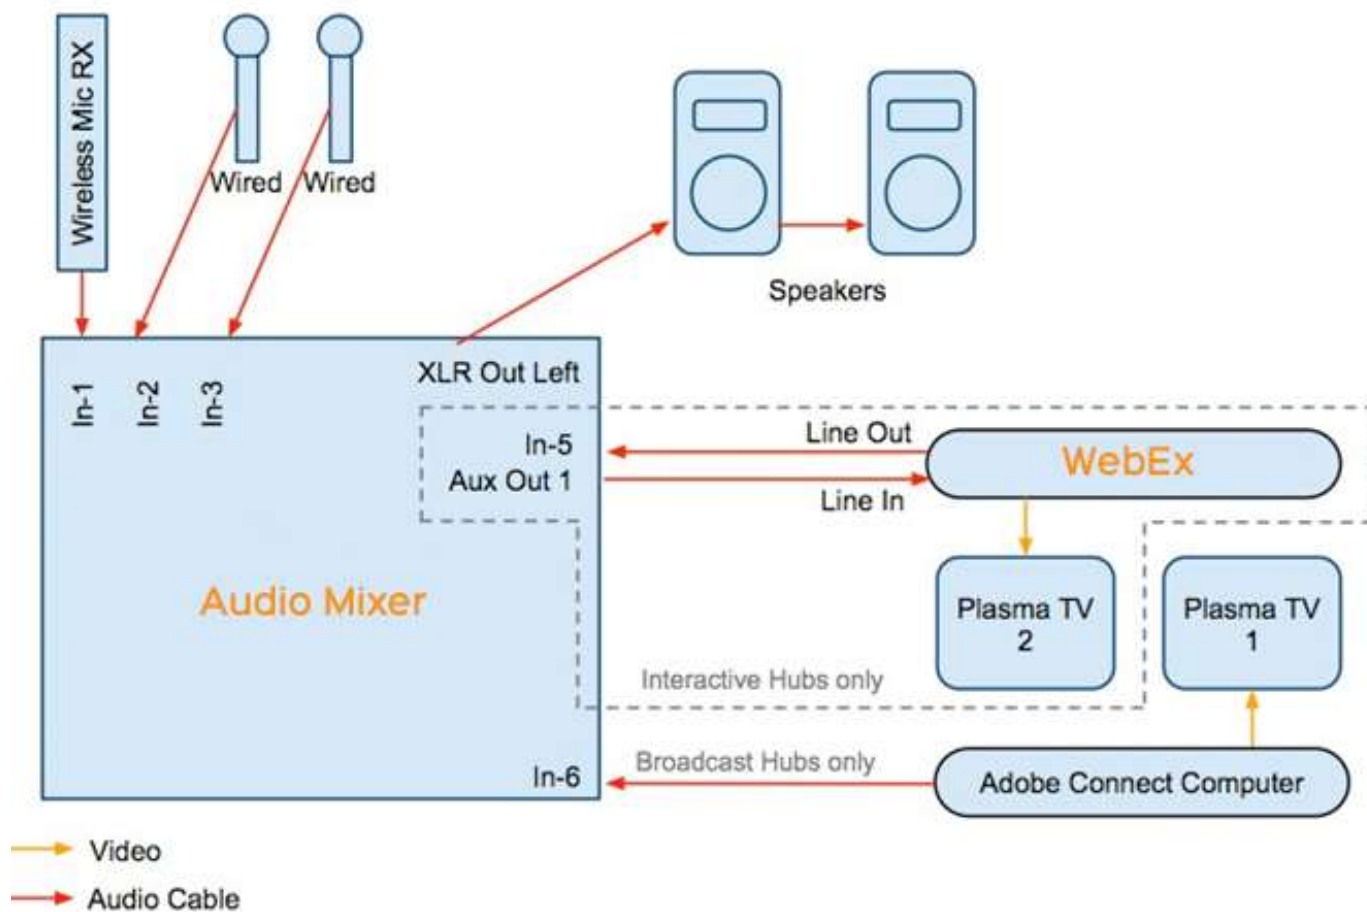 Wireless Mic RX
Wired
Wired
Speakers
In-1
In-2
In-3
XLR Out Left
In-5
Aux Out 1
Line Out
Line In
WebEx
Audio Mixer
Plasma TV
2
Plasma TV
1
Interactive Hubs only
Broadcast Hubs only
In-6
Adobe Connect Computer
Video
Audio Cable